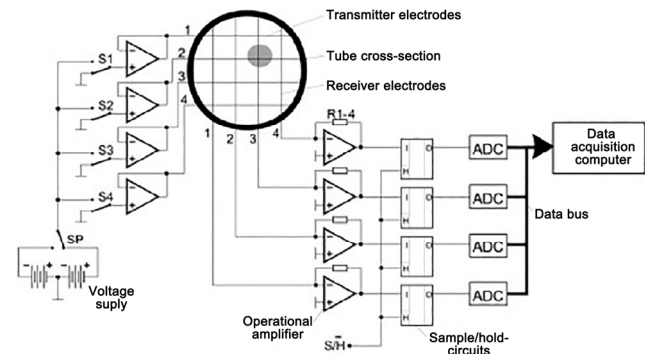 Transmitter electrodes
Tube cross-section
Receiver electrodes
1
2
3
4
S1
S2
S3
S4
SP
- +
- +
Voltage
suply
1
2
3
4
R1-4
I O
H
I O
H
I O
H
I O
H
ADC
ADC
ADC
ADC
Data
acquisition
computer
Data bus
Operational
amplifier
S/H
Sample/hold-
circuits